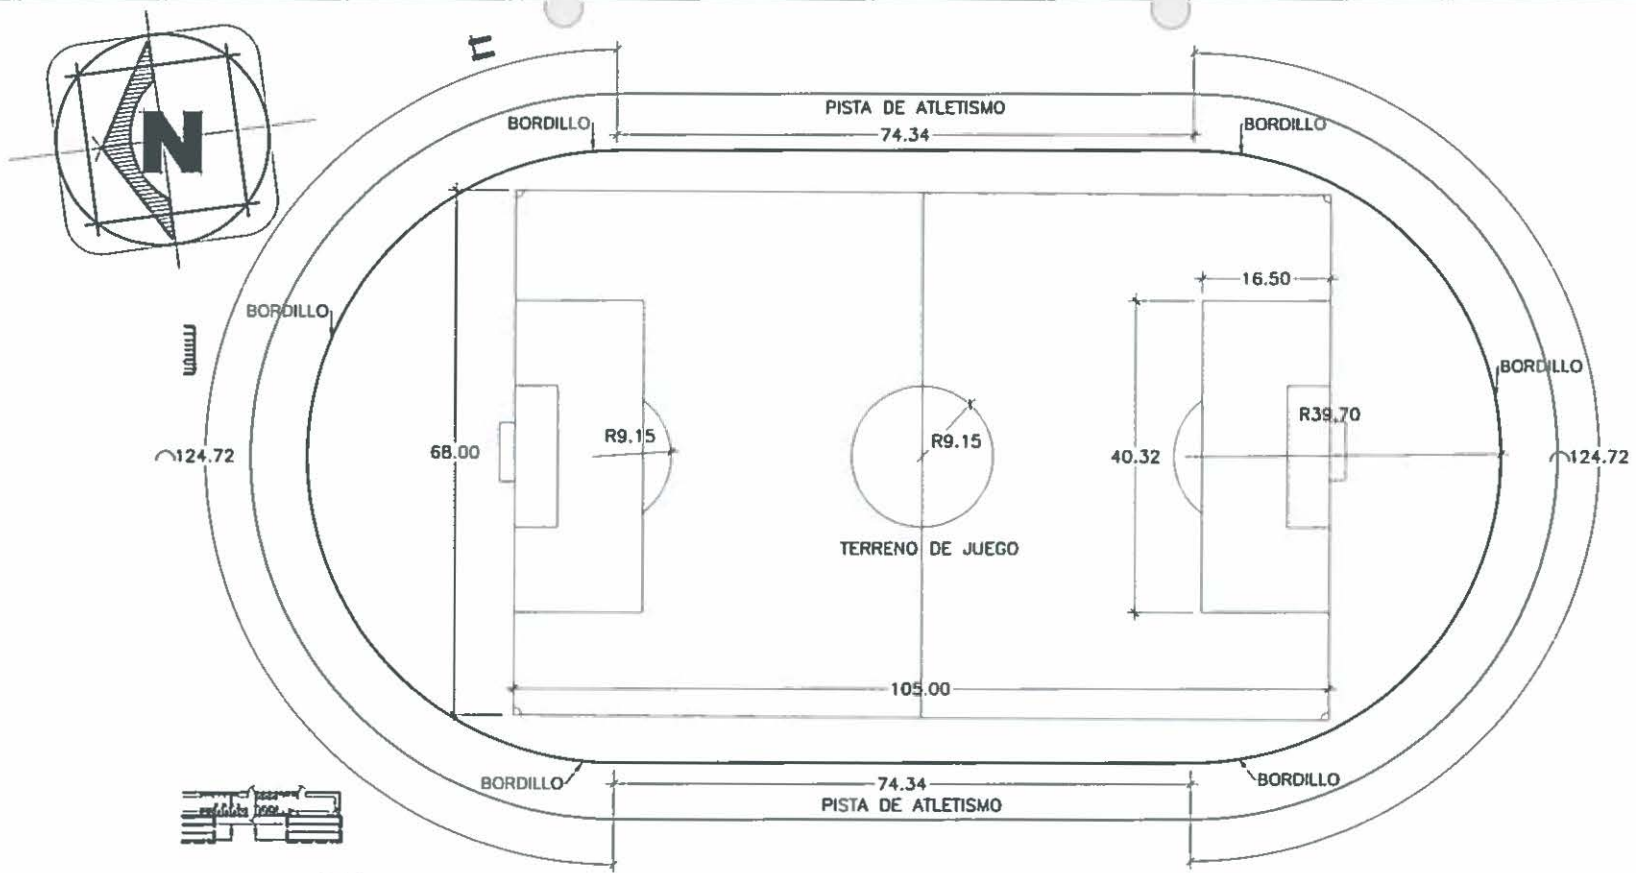 N
PISTA DE ATLETISMO
74.34
BORDILLO
BORDILLO
16.50
BORDILLO
BORDILLO
R39.70
R9.15
R9.15
68.00
40.32
124.72
124.72
TERRENO DE JUEGO
105.00
BORDILLO
74.34
BORDILLO
PISTA DE ATLETISMO